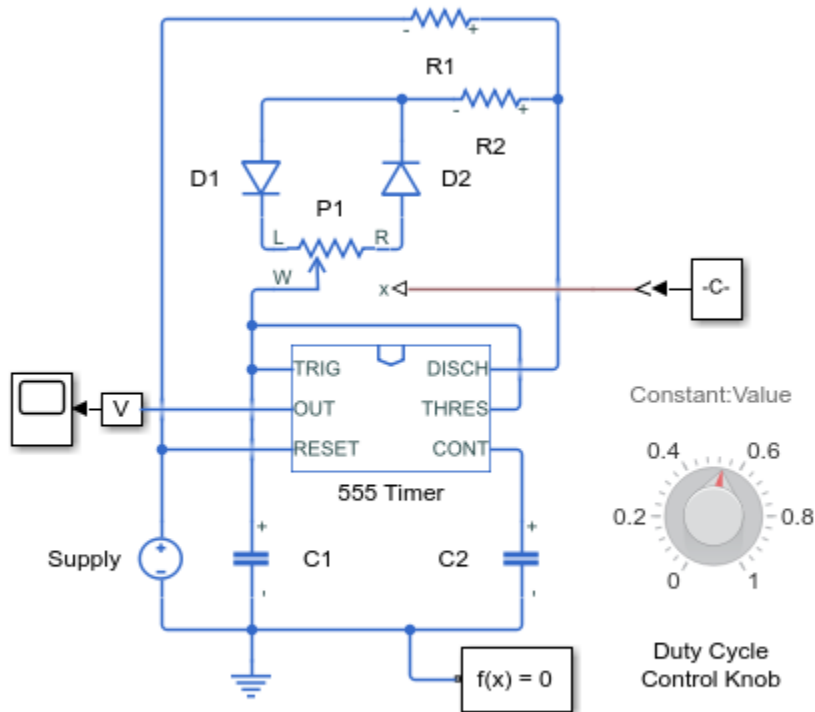 - +
R1
- +
R2
D1
D2
P1
L
R
W
x
-C-
TRIG
DISCH
OUT
THRES
RESET
CONT
555 Timer
V
Constant:Value
0.4
0.6
0.2
0.8
0
1
+
-
Supply
+
C1
-
C2
+
-
f(x) = 0
Duty Cycle
Control Knob